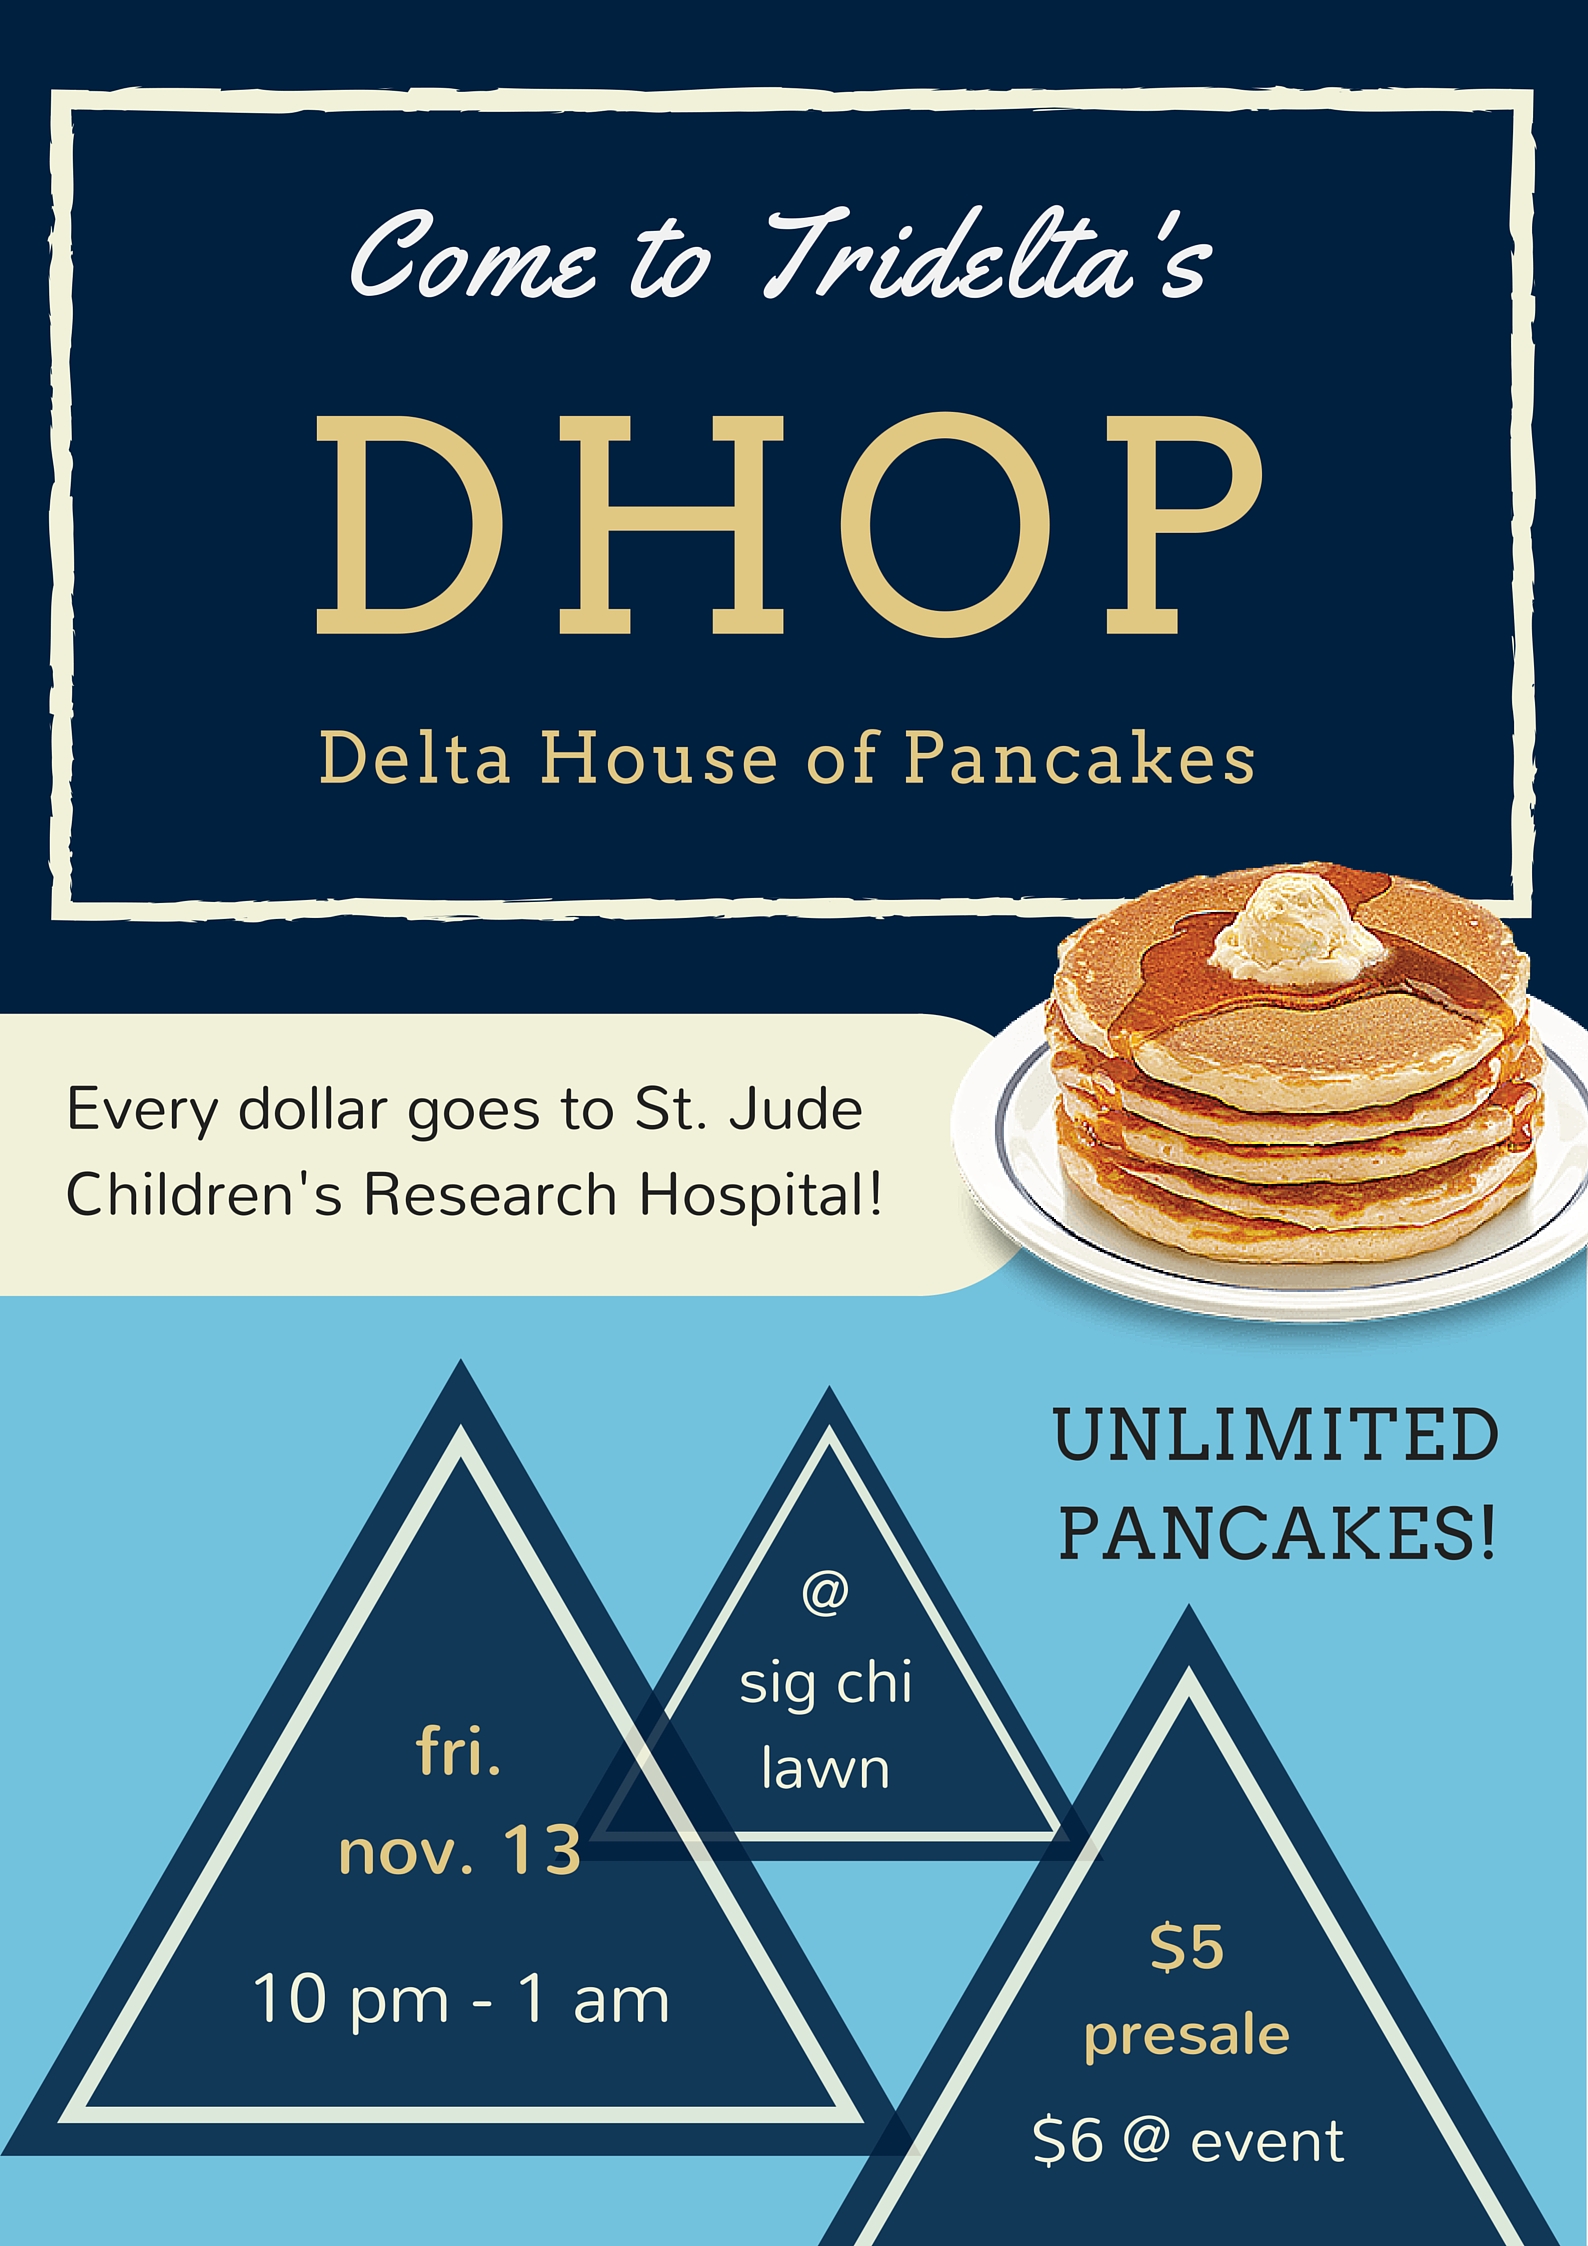 Come to Tridelta's
DHOP
Delta House of Pancakes
Every dollar goes to St. Jude
Children's Research Hospital!
UNLIMITED
PANCAKES!
@
sig chi
lawn
fri.
nov. 13
10 pm - 1 am
$5
presale
$6 @ event